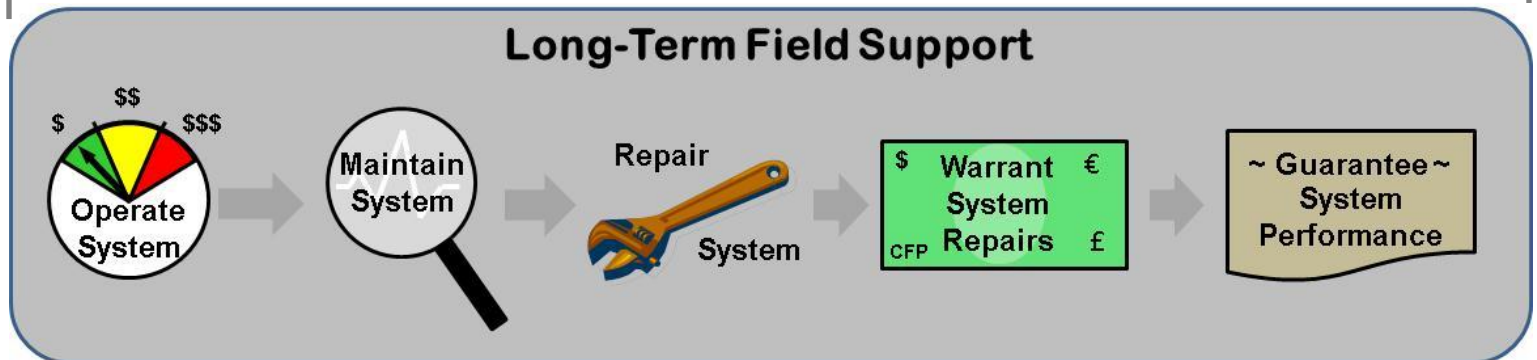 Long-Term Field Support
$
$$
$$$
Operate
System
Maintain
System
Repair
System
$ Warrant €
System
CFP Repairs £
~ Guarantee ~
System
Performance